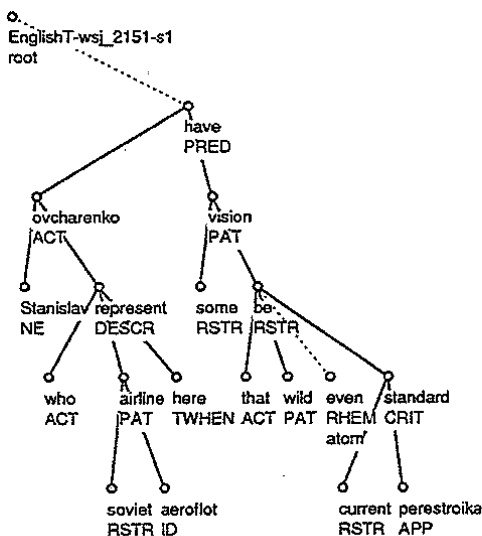 EnglishT-wsj_2151-s1
root
have
PRED
ovcharenko
ACT
vision
PAT
Stanislav represent
NE DESCR
some be
RSTR RSTR
who airline here that wild even standard
ACT PAT TWHEN ACT PAT RHEM CRIT
atom
soviet aeroflot current perestroika
RSTR ID RSTR APP